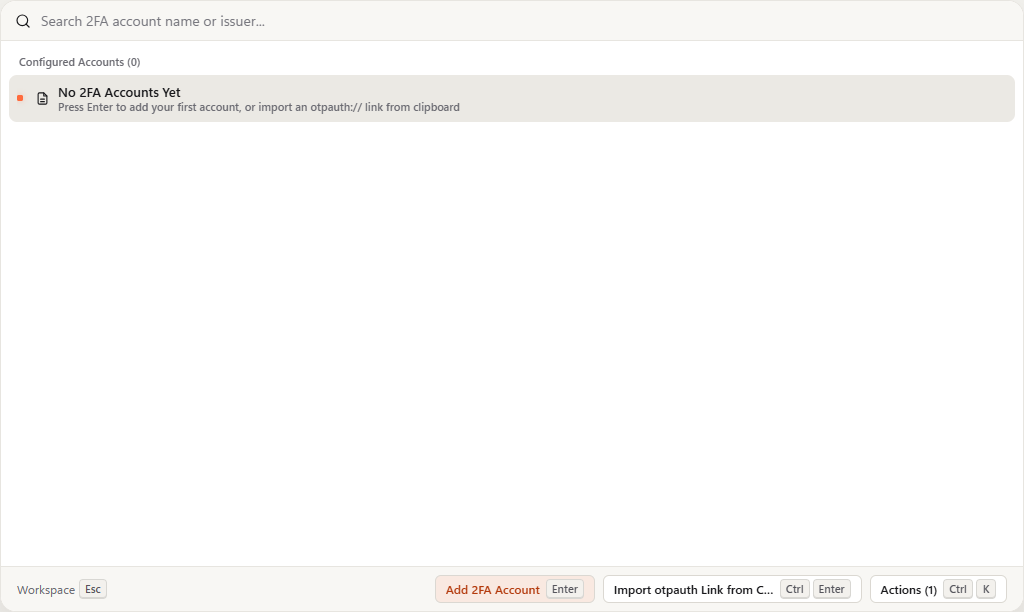 Search 2FA account name or issuer...
Configured Accounts (0)
No 2FA Accounts Yet
Press Enter to add your first account, or import an otpauth:// link from clipboard
Workspace Esc Add 2FA Account Enter Import otpauth Link from C... Ctrl Enter Actions (1) Ctrl K